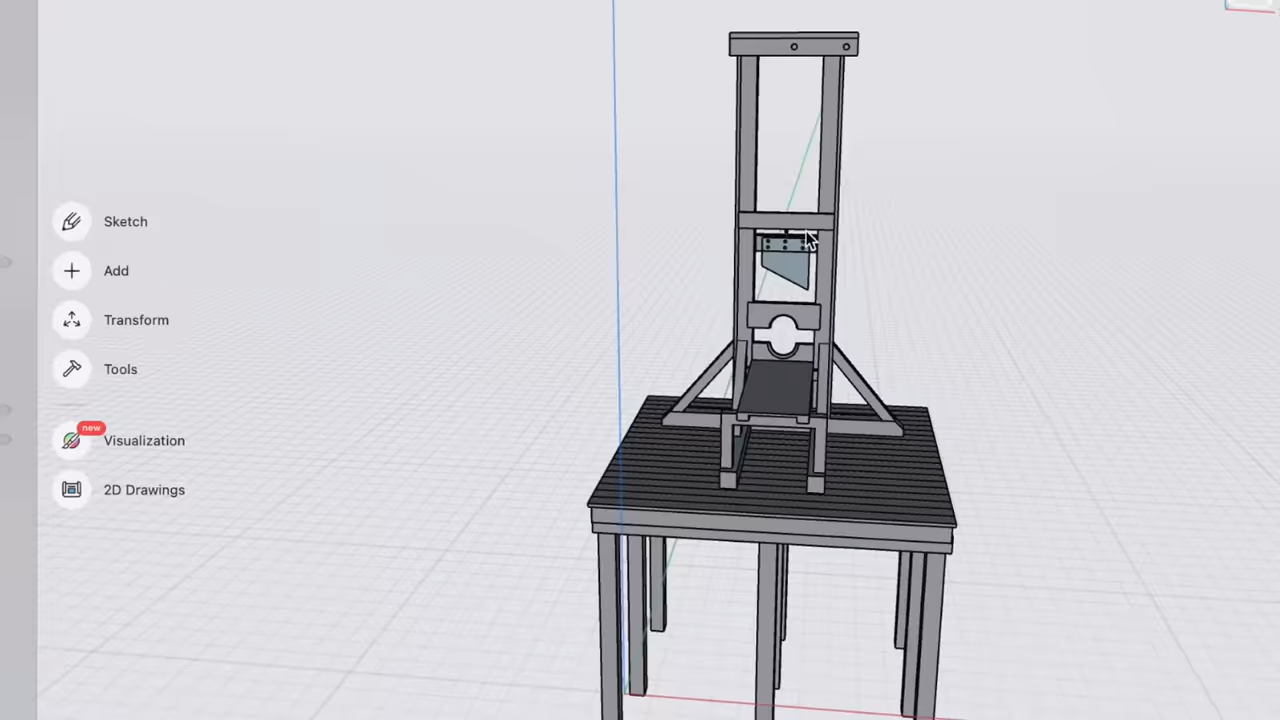 Sketch
Add
Transform
Tools
new
Visualization
2D Drawings